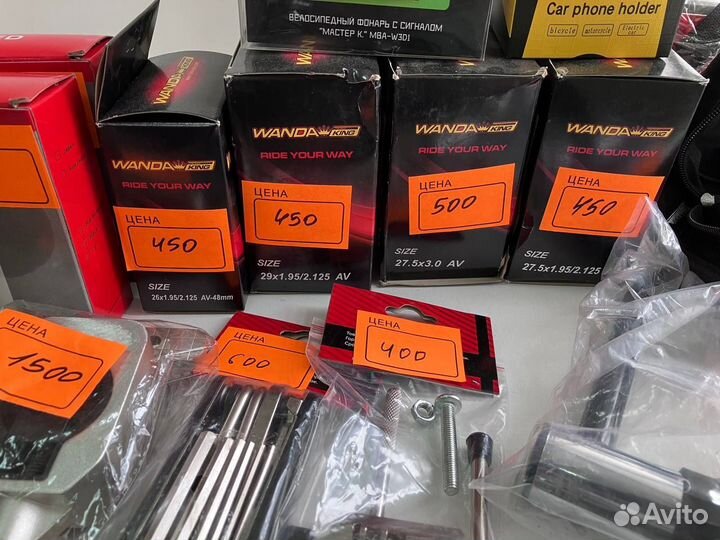 ВЕЛОСИПЕДНЫЙ ФОНАРЬ С СИГНАЛОМ
"МАСТЕР К." MBA-W3D1
Car phone holder
bicycle motorcycle Electric car
WANDA KING
RIDE YOUR WAY
ЦЕНА
450
SIZE
26x1.95/2.125 AV-48mm
WANDA KING
RIDE YOUR WAY
ЦЕНА
450
SIZE
29x1.95/2.125 AV
WANDA KING
RIDE YOUR WAY
ЦЕНА
500
SIZE
27.5x3.0 AV
WANDA KING
RIDE YOUR WAY
ЦЕНА
450
SIZE
27.5x1.95/2.125
ЦЕНА
1500
ЦЕНА
600
ЦЕНА
400
Avito